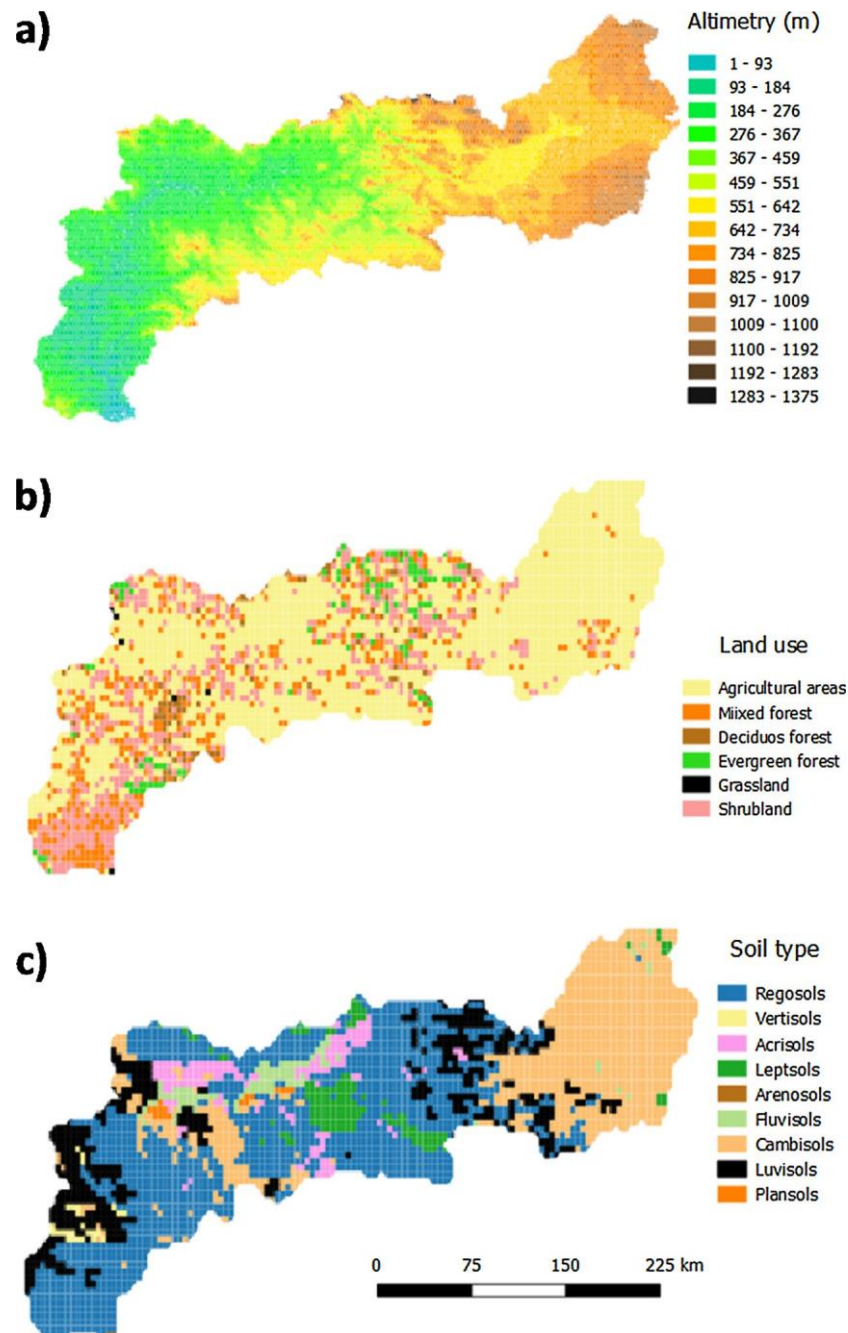 a)
Altimetry (m)
1 - 93
93 - 184
184 - 276
276 - 367
367 - 459
459 - 551
551 - 642
642 - 734
734 - 825
825 - 917
917 - 1009
1009 - 1100
1100 - 1192
1192 - 1283
1283 - 1375
b)
Land use
Agricultural areas
Miixed forest
Deciduos forest
Evergreen forest
Grassland
Shrubland
c)
Soil type
Regosols
Vertisols
Acrisols
Leptsols
Arenosols
Fluvisols
Cambisols
Luvisols
Plansols
0 75 150 225 km